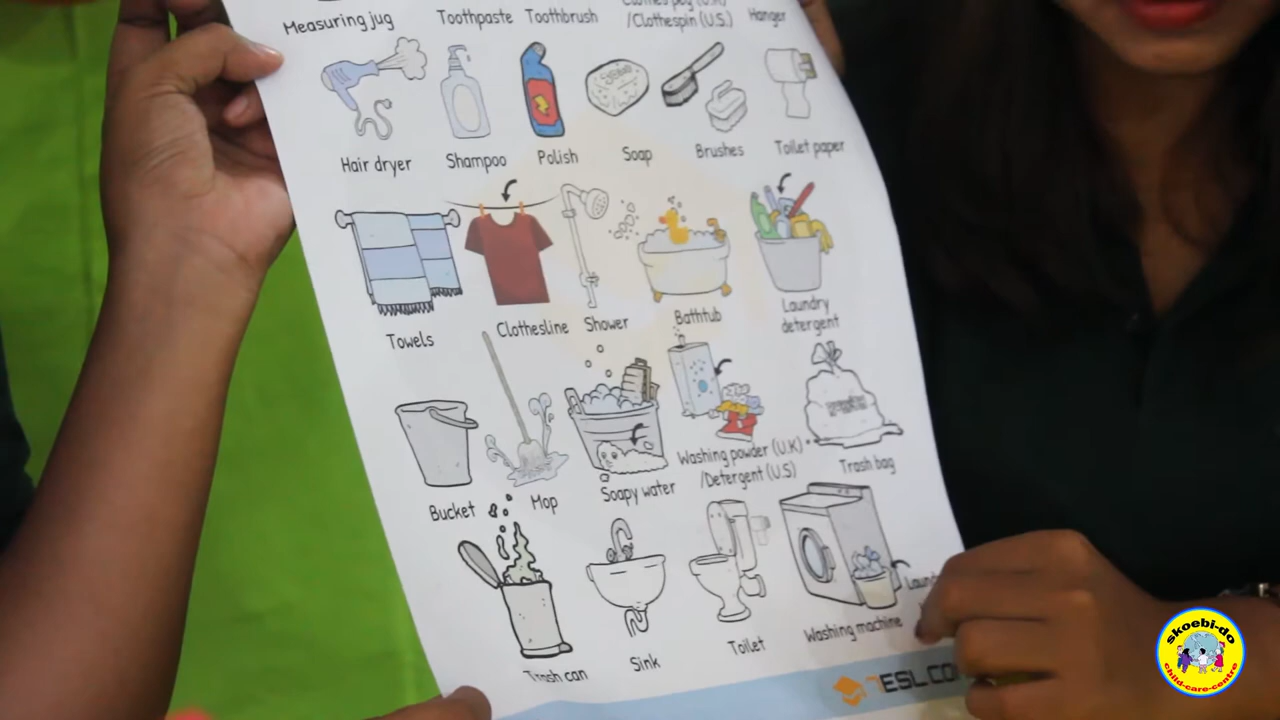 Measuring jug
Toothpaste
Toothbrush
/Clothespin (U.S.)
Hanger
Hair dryer
Shampoo
Polish
Soap
Brushes
Toilet paper
Towels
Clothesline
Shower
Bathtub
Laundry
detergent
Bucket
Mop
Soapy water
Washing powder (U.K)
/Detergent (U.S)
Trash bag
Trash can
Sink
Toilet
Washing machine
7ESL.CO
skoebi-do
child-care-centre